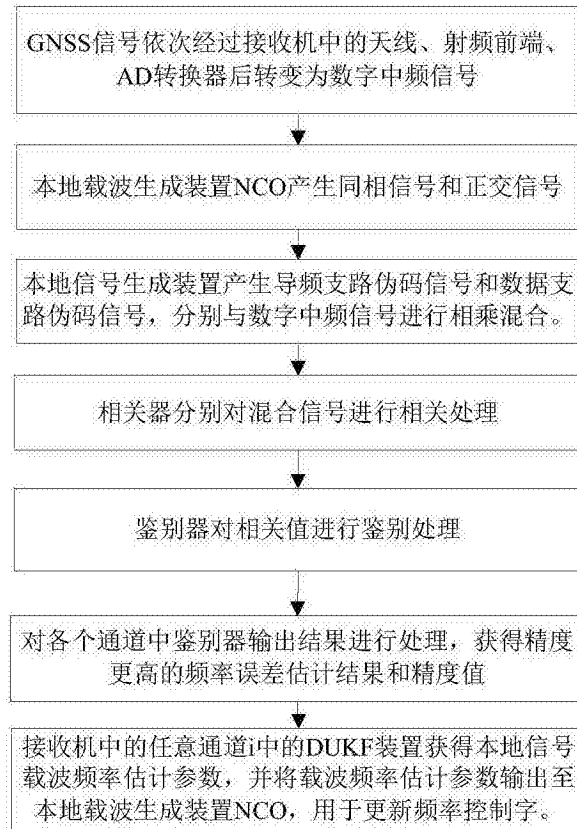 GNSS信号依次经过接收机中的天线、射频前端、
AD转换器后转变为数字中频信号
本地载波生成装置NCO产生同相信号和正交信号
本地信号生成装置产生导频支路伪码信号和数据支
路伪码信号，分别与数字中频信号进行相乘混合。
相关器分别对混合信号进行相关处理
鉴别器对相关值进行鉴别处理
对各个通道中鉴别器输出结果进行处理，获得精度
更高的频率误差估计结果和精度值
接收机中的任意通道i中的DUKF装置获得本地信号
载波频率估计参数，并将载波频率估计参数输出至
本地载波生成装置NCO，用于更新频率控制字。